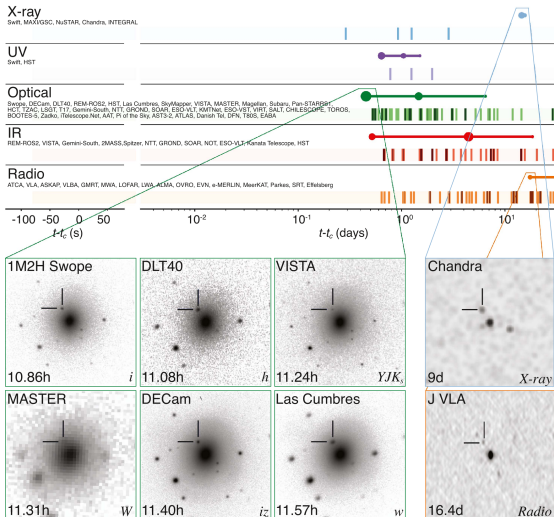 X-ray
Swift, MAXI/GSC, NuSTAR, Chandra, INTEGRAL
UV
Swift, HST
Optical
Swope, DECam, DLT40, REM-ROS2, HST, Las Cumbres, SkyMapper, VISTA, MASTER, Magellan, Subaru, Pan-STARRS1,
HCT, TZAC, LSGT, T17, Gemini-South, NTT, GROND, SOAR, ESO-VLT, KMTNet, ESO-VST, VIRT, SALT, CHILESCOPE, TOROS,
BOOTES-5, Zadko, iTelescope.Net, AAT, Pi of the Sky, AST3-2, ATLAS, Danish Tel, DFN, T80S, EABA
IR
REM-ROS2, VISTA, Gemini-South, 2MASS,Spitzer, NTT, GROND, SOAR, NOT, ESO-VLT, Kanata Telescope, HST
Radio
ATCA, VLA, ASKAP, VLBA, GMRT, MWA, LOFAR, LWA, ALMA, OVRO, EVN, e-MERLIN, MeerKAT, Parkes, SRT, Effelsberg
-100 -50 0 50 10⁻² 10⁻¹ 10⁰ 10¹
t-t_c (s) t-t_c (days)
1M2H Swope DLT40 VISTA Chandra
10.86h i 11.08h h 11.24h YJK_s 9d X-ray
MASTER DECam Las Cumbres J VLA
11.31h W 11.40h iz 11.57h w 16.4d Radio